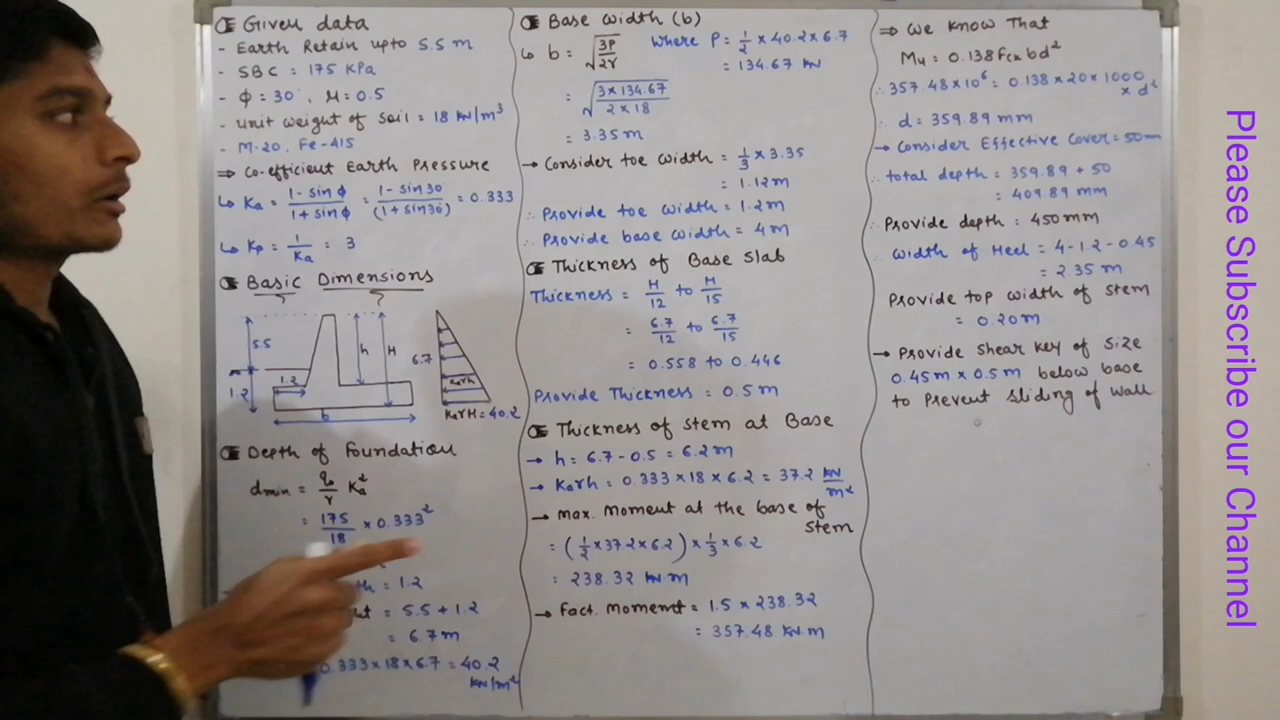 Given data
- Earth Retain upto 5.5 m
- SBC = 175 KPa
- Φ = 30°, μ = 0.5
- Unit weight of soil = 18 kN/m³
- M-20, Fe-415
⇒ Co-efficient Earth Pressure
↳ Ka = (1 - sin ϕ)/(1 + sin ϕ) = (1 - sin 30)/(1 + sin 30) = 0.333
↳ Kp = 1/Ka = 3
Basic Dimensions
5.5
1.2
1.2
h
H
b
6.7
Kaγh
KaγH = 40.2
Depth of Foundation
dmin = q₀/γ Ka²
= 175/18 × 0.333²
= 1.2
= 5.5 + 1.2
= 6.7 m
0.333 × 18 × 6.7 = 40.2
kN/m²
Base width (b)
↳ b = √(3P/2γ) Where P = 1/2 × 40.2 × 6.7
= 134.67 kN
= √((3 × 134.67)/(2 × 18))
= 3.35 m
→ Consider toe width = 1/3 × 3.35
= 1.12 m
∴ Provide toe width = 1.2 m
∴ Provide base width = 4 m
Thickness of Base Slab
Thickness = H/12 to H/15
= 6.7/12 to 6.7/15
= 0.558 to 0.446
Provide Thickness = 0.5 m
Thickness of stem at Base
→ h = 6.7 - 0.5 = 6.2 m
→ Kaγh = 0.333 × 18 × 6.2 = 37.2 kN/m²
→ Max. Moment at the base of
stem
= (1/2 × 37.2 × 6.2) × 1/3 × 6.2
= 238.32 kN m
→ Fact. Moment = 1.5 × 238.32
= 357.48 kN m
⇒ We know That
Mu = 0.138 Fck bd²
∴ 357.48 × 10⁶ = 0.138 × 20 × 1000
× d²
∴ d = 359.89 mm
→ Consider Effective Cover = 50 mm
∴ total depth = 359.89 + 50
= 409.89 mm
∴ Provide depth = 450 mm
Width of Heel = 4 - 1.2 - 0.45
= 2.35 m
Provide top width of stem
= 0.20 m
→ Provide Shear key of size
0.45 m × 0.5 m below base
to prevent sliding of wall
Please Subscribe our Channel